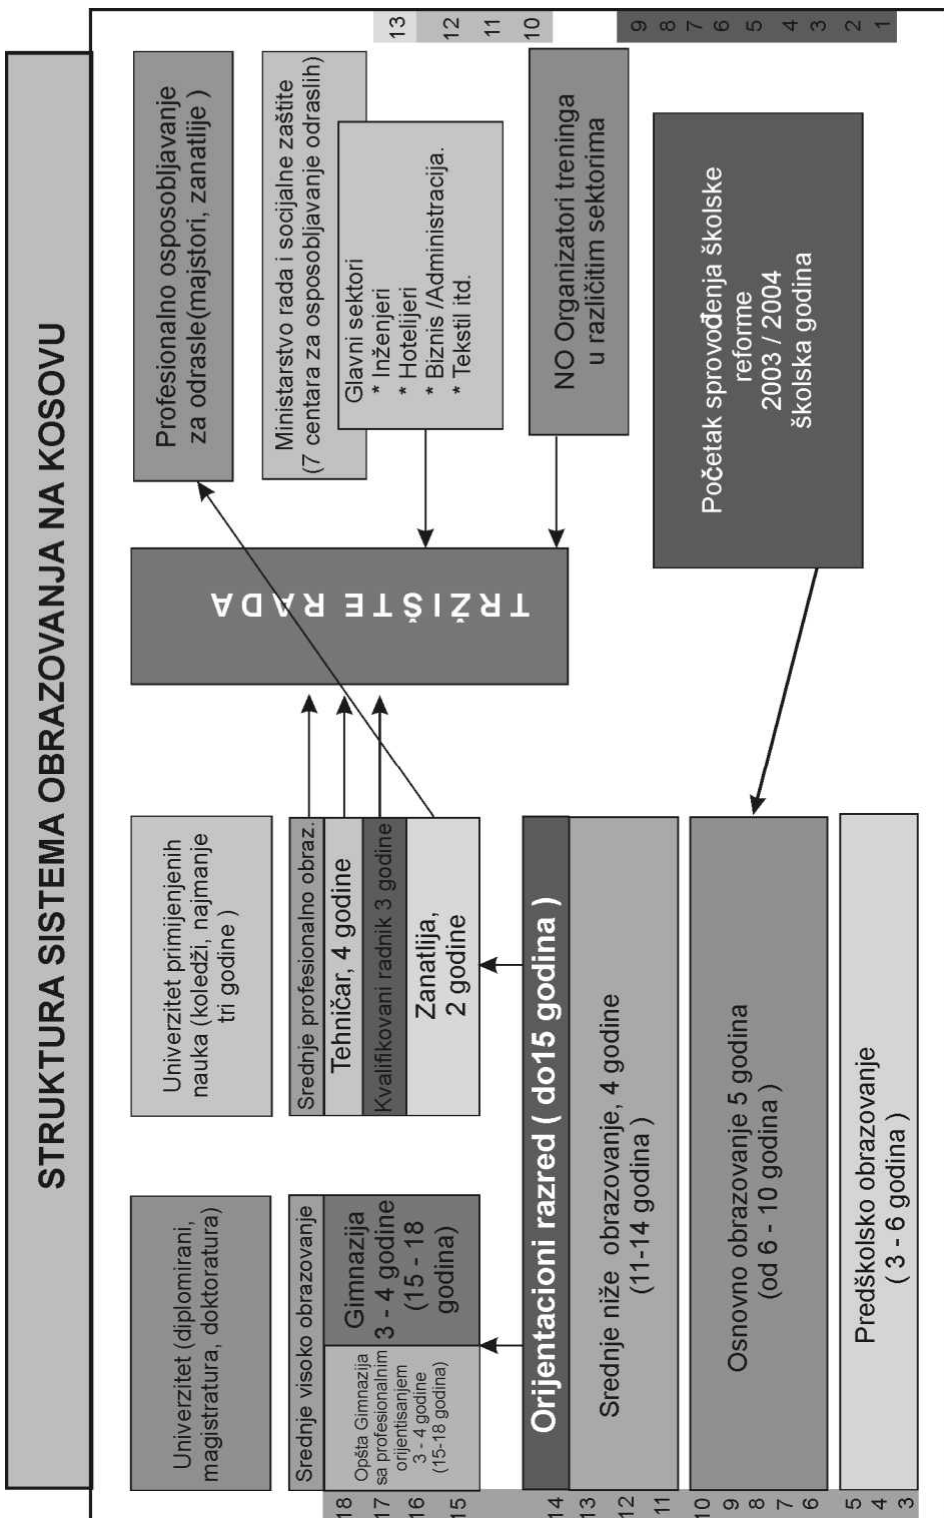 STRUKTURA SISTEMA OBRAZOVANJA NA KOSOVU
Univerzitet (diplomirani,
magistratura, doktoratura)
Univerzitet primijenjenih
nauka (koledži, najmanje
tri godine )
Profesionalno osposobljavanje
za odrasle(majstori, zanatlije )
Srednje visoko obrazovanje
Opšta Gimnazija
sa profesionalnim
orijentisanjem
3 - 4 godine
(15-18 godina)
Gimnazija
3 - 4 godine
(15 - 18
godina)
Srednje profesionalno obraz.
Tehničar, 4 godine
Kvalifikovani radnik 3 godine
Zanatlija,
2 godine
TRŽIŠTE RADA
Ministarstvo rada i socijalne zaštite
(7 centara za osposobljavanje odraslih)
Glavni sektori
* Inženjeri
* Hotelijeri
* Biznis /Administracija.
* Tekstil itd.
NO Organizatori treninga
u različitim sektorima
Orijentacioni razred ( do15 godina )
Srednje niže obrazovanje, 4 godine
(11-14 godina )
Osnovno obrazovanje 5 godina
(od 6 - 10 godina )
Predškolsko obrazovanje
( 3 - 6 godina )
Početak sprovođenja školske
reforme
2003 / 2004
školska godina
18
17
16
15
14
13
12
11
10
9
8
7
6
5
4
3
13
12
11
10
9
8
7
6
5
4
3
2
1